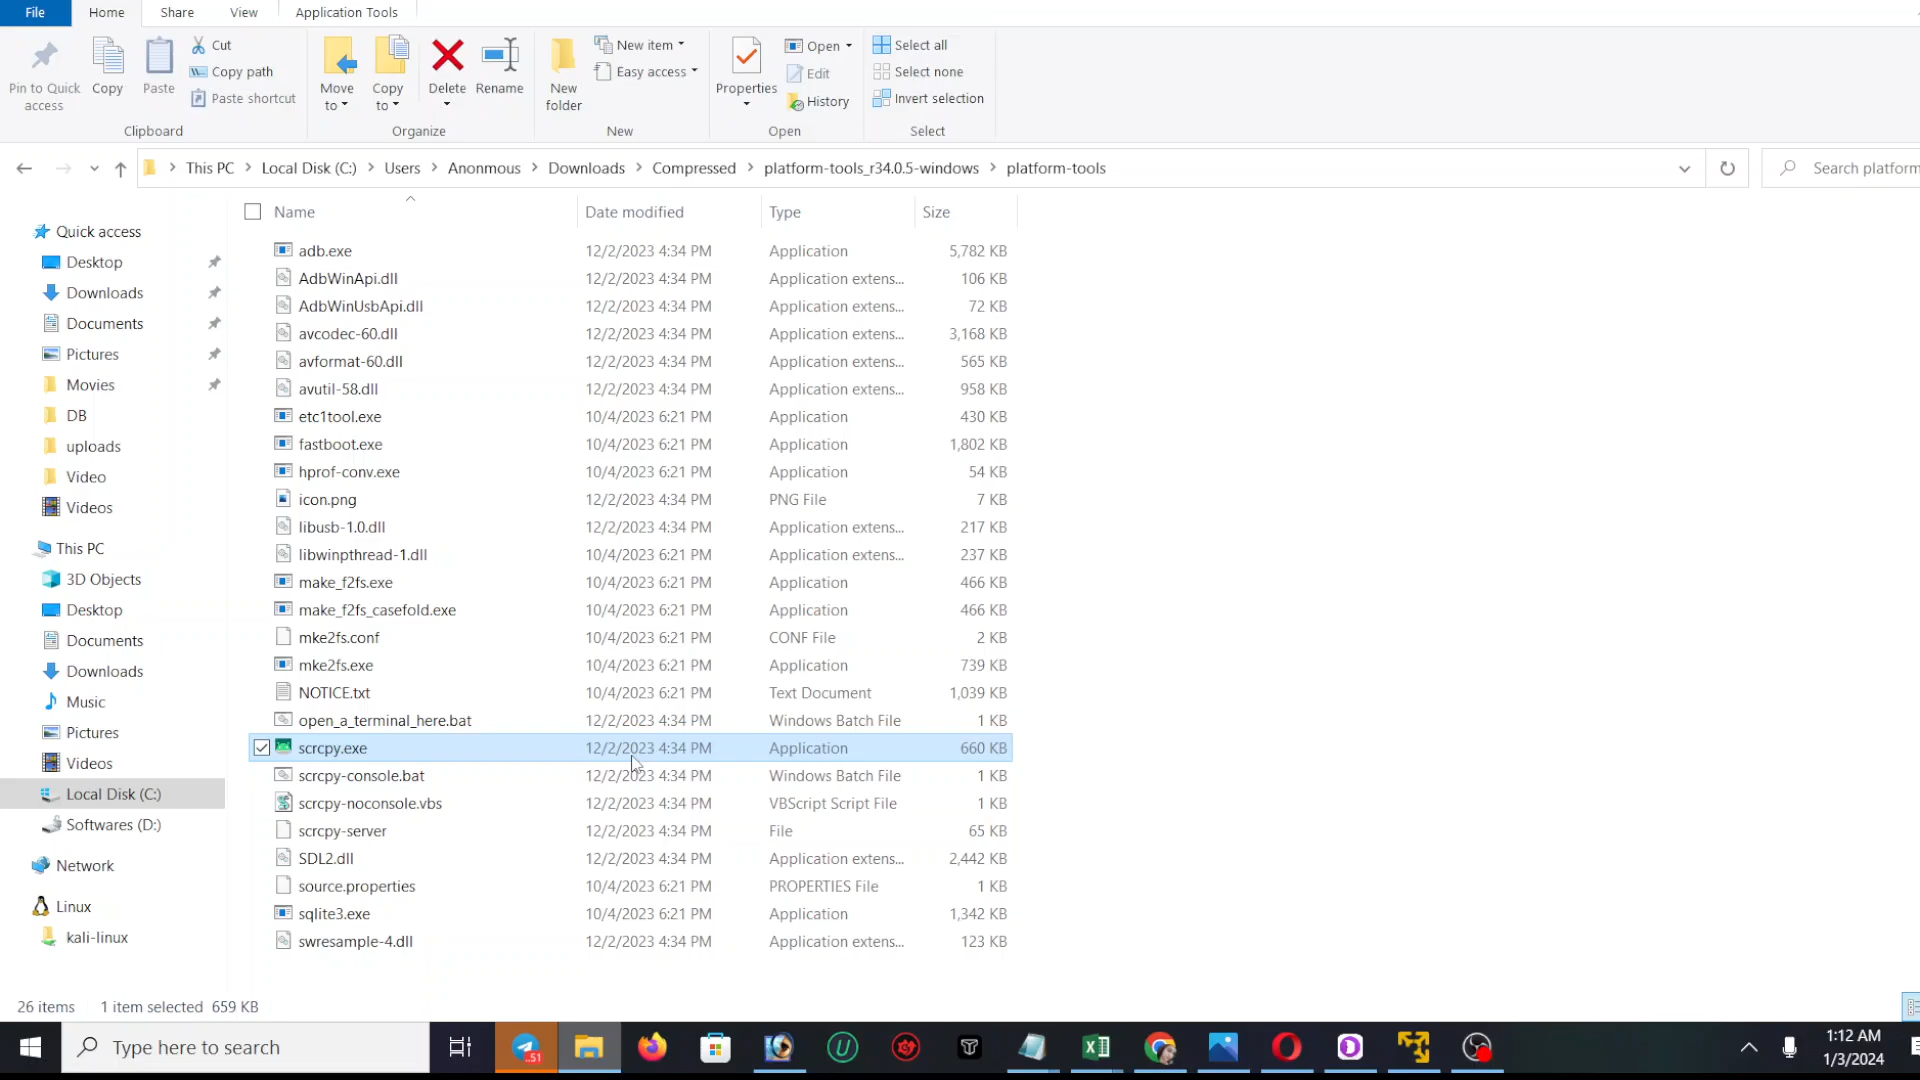 File Home Share View Application Tools
Pin to Quick access
Copy
Paste
Cut
Copy path
Paste shortcut
Clipboard
Move to
Copy to
Delete
Rename
Organize
New folder
New item
Easy access
New
Properties
Open
Edit
History
Open
Select all
Select none
Invert selection
Select
This PC > Local Disk (C:) > Users > Anonmous > Downloads > Compressed > platform-tools_r34.0.5-windows > platform-tools
Search platform
Quick access
Desktop
Downloads
Documents
Pictures
Movies
DB
uploads
Video
Videos
This PC
3D Objects
Desktop
Documents
Downloads
Music
Pictures
Videos
Local Disk (C:)
Softwares (D:)
Network
Linux
kali-linux
Name Date modified Type Size
adb.exe 12/2/2023 4:34 PM Application 5,782 KB
AdbWinApi.dll 12/2/2023 4:34 PM Application extens... 106 KB
AdbWinUsbApi.dll 12/2/2023 4:34 PM Application extens... 72 KB
avcodec-60.dll 12/2/2023 4:34 PM Application extens... 3,168 KB
avformat-60.dll 12/2/2023 4:34 PM Application extens... 565 KB
avutil-58.dll 12/2/2023 4:34 PM Application extens... 958 KB
etc1tool.exe 10/4/2023 6:21 PM Application 430 KB
fastboot.exe 10/4/2023 6:21 PM Application 1,802 KB
hprof-conv.exe 10/4/2023 6:21 PM Application 54 KB
icon.png 12/2/2023 4:34 PM PNG File 7 KB
libusb-1.0.dll 12/2/2023 4:34 PM Application extens... 217 KB
libwinpthread-1.dll 10/4/2023 6:21 PM Application extens... 237 KB
make_f2fs.exe 10/4/2023 6:21 PM Application 466 KB
make_f2fs_casefold.exe 10/4/2023 6:21 PM Application 466 KB
mke2fs.conf 10/4/2023 6:21 PM CONF File 2 KB
mke2fs.exe 10/4/2023 6:21 PM Application 739 KB
NOTICE.txt 10/4/2023 6:21 PM Text Document 1,039 KB
open_a_terminal_here.bat 12/2/2023 4:34 PM Windows Batch File 1 KB
scrcpy.exe 12/2/2023 4:34 PM Application 660 KB
scrcpy-console.bat 12/2/2023 4:34 PM Windows Batch File 1 KB
scrcpy-noconsole.vbs 12/2/2023 4:34 PM VBScript Script File 1 KB
scrcpy-server 12/2/2023 4:34 PM File 65 KB
SDL2.dll 12/2/2023 4:34 PM Application extens... 2,442 KB
source.properties 10/4/2023 6:21 PM PROPERTIES File 1 KB
sqlite3.exe 10/4/2023 6:21 PM Application 1,342 KB
swresample-4.dll 12/2/2023 4:34 PM Application extens... 123 KB
26 items 1 item selected 659 KB
Type here to search
51
1:12 AM
1/3/2024